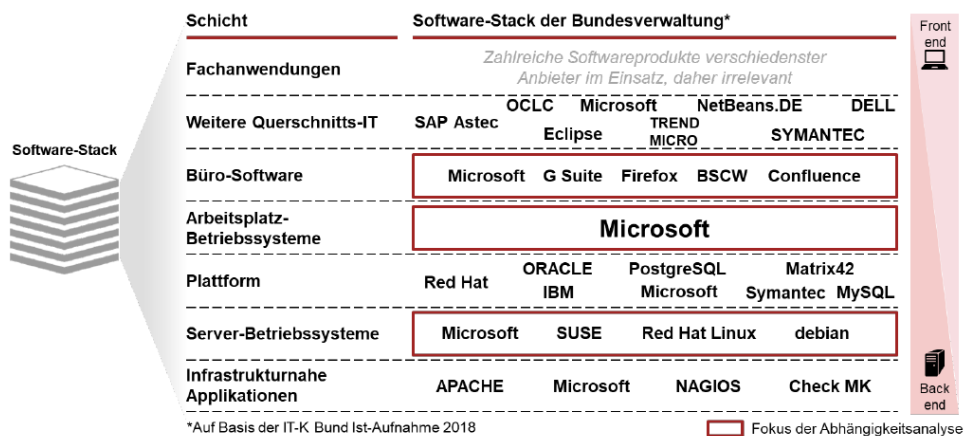 Schicht
Software-Stack der Bundesverwaltung*
Front
end
Fachanwendungen
Zahlreiche Softwareprodukte verschiedenster
Anbieter im Einsatz, daher irrelevant
Weitere Querschnitts-IT
OCLC Microsoft NetBeans.DE DELL
SAP Astec
Eclipse
TREND
MICRO
SYMANTEC
Software-Stack
Büro-Software
Microsoft G Suite Firefox BSCW Confluence
Arbeitsplatz-
Betriebssysteme
Microsoft
Plattform
Red Hat
ORACLE PostgreSQL Matrix42
IBM Microsoft Symantec MySQL
Server-Betriebssysteme
Microsoft SUSE Red Hat Linux debian
Infrastrukturnahe
Applikationen
APACHE Microsoft NAGIOS Check MK
Back
end
*Auf Basis der IT-K Bund Ist-Aufnahme 2018
Fokus der Abhängigkeitsanalyse